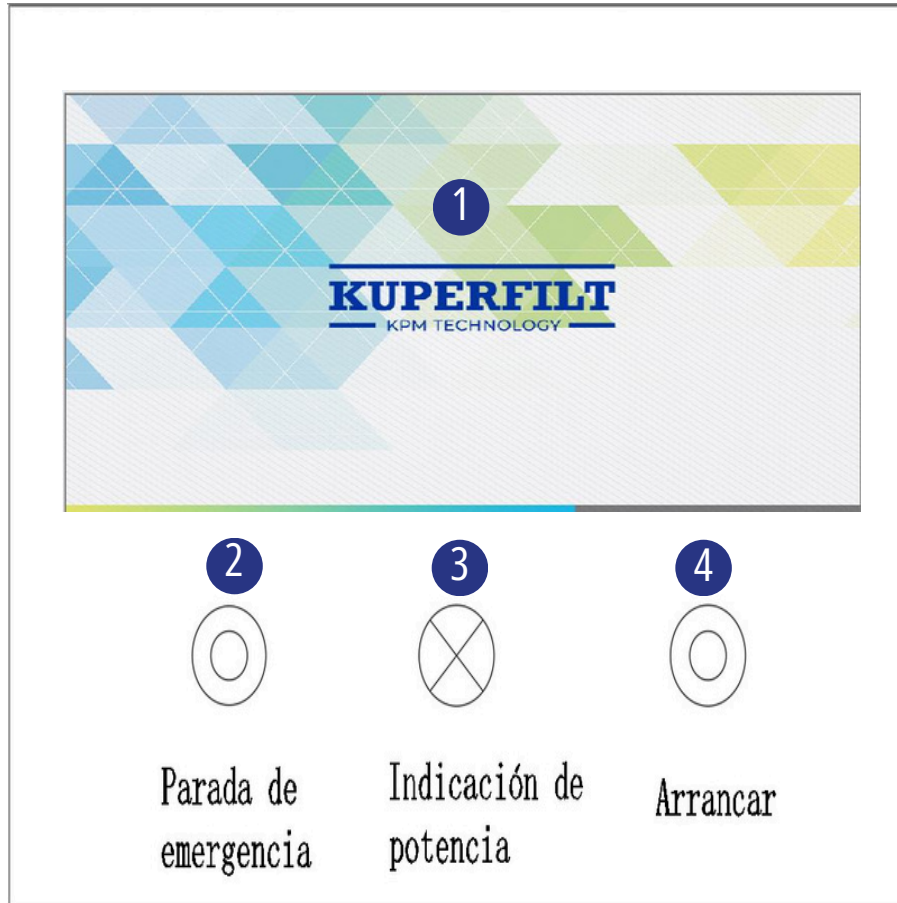 1
KUPERFILT
KPM TECHNOLOGY
2 3 4
Parada de
emergencia
Indicación de
potencia
Arrancar